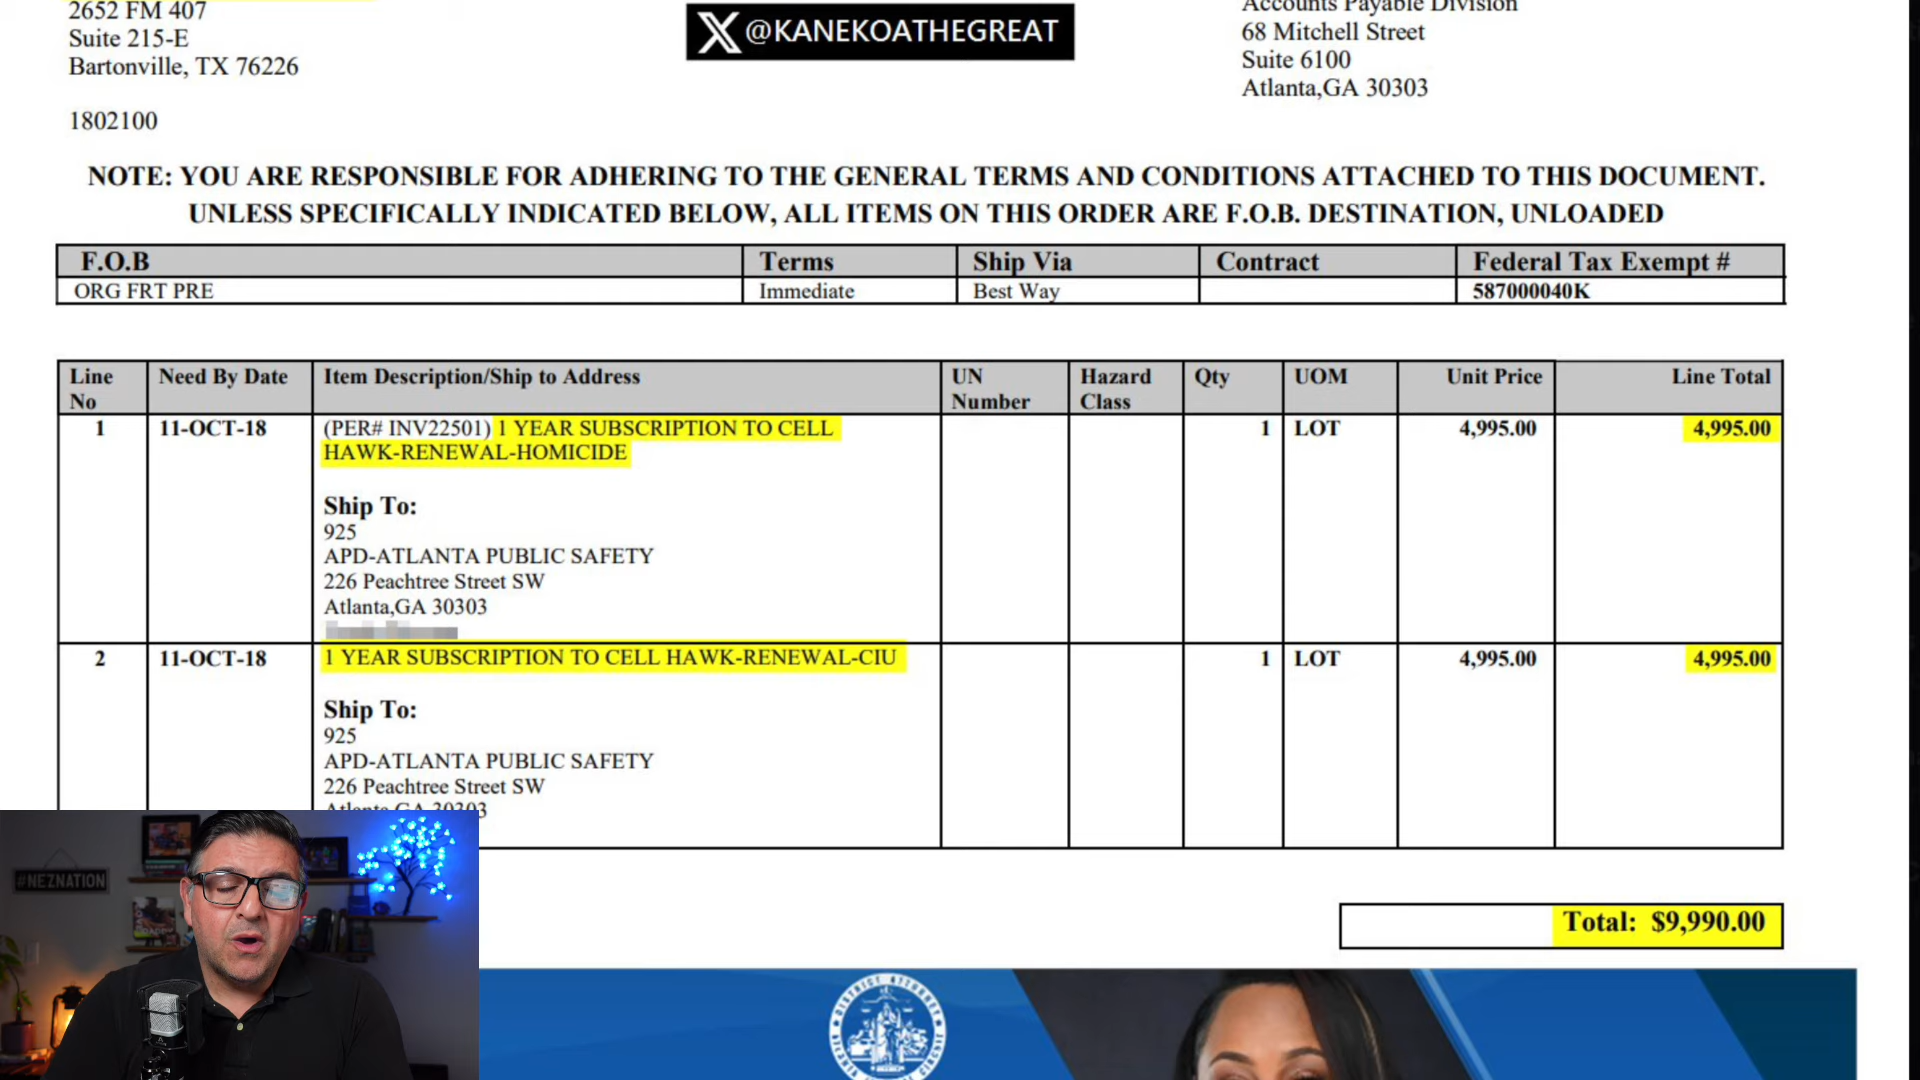 2652 FM 407
Suite 215-E
Bartonville, TX 76226
1802100
@KANEKOATHEGREAT
Accounts Payable Division
68 Mitchell Street
Suite 6100
Atlanta,GA 30303
NOTE: YOU ARE RESPONSIBLE FOR ADHERING TO THE GENERAL TERMS AND CONDITIONS ATTACHED TO THIS DOCUMENT.
UNLESS SPECIFICALLY INDICATED BELOW, ALL ITEMS ON THIS ORDER ARE F.O.B. DESTINATION, UNLOADED
F.O.B Terms Ship Via Contract Federal Tax Exempt #
ORG FRT PRE Immediate Best Way 587000040K
Line No Need By Date Item Description/Ship to Address UN Number Hazard Class Qty UOM Unit Price Line Total
1 11-OCT-18 (PER# INV22501) 1 YEAR SUBSCRIPTION TO CELL 1 LOT 4,995.00 4,995.00
HAWK-RENEWAL-HOMICIDE
Ship To:
925
APD-ATLANTA PUBLIC SAFETY
226 Peachtree Street SW
Atlanta,GA 30303
2 11-OCT-18 1 YEAR SUBSCRIPTION TO CELL HAWK-RENEWAL-CIU 1 LOT 4,995.00 4,995.00
Ship To:
925
APD-ATLANTA PUBLIC SAFETY
226 Peachtree Street SW
Atlanta,GA 30303
Total: $9,990.00
#NEZNATION
DISTRICT ATTORNEY